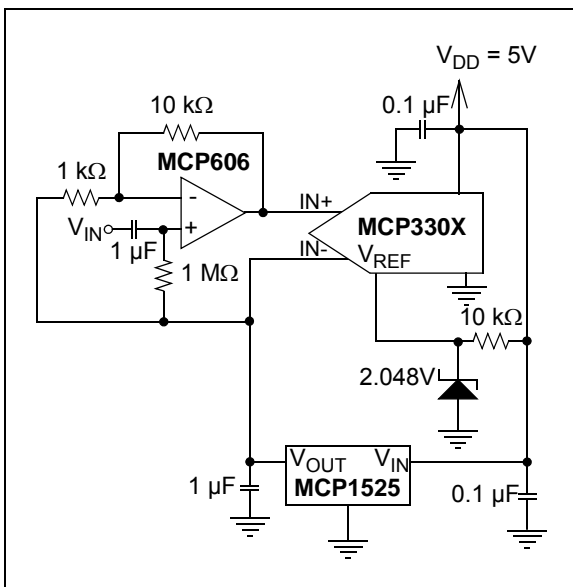 V_DD = 5V
0.1 µF
10 kΩ
MCP606
1 kΩ
-
+
V_IN
1 µF
1 MΩ
IN+
IN-
MCP330X
V_REF
10 kΩ
2.048V
V_OUT
V_IN
MCP1525
1 µF
0.1 µF